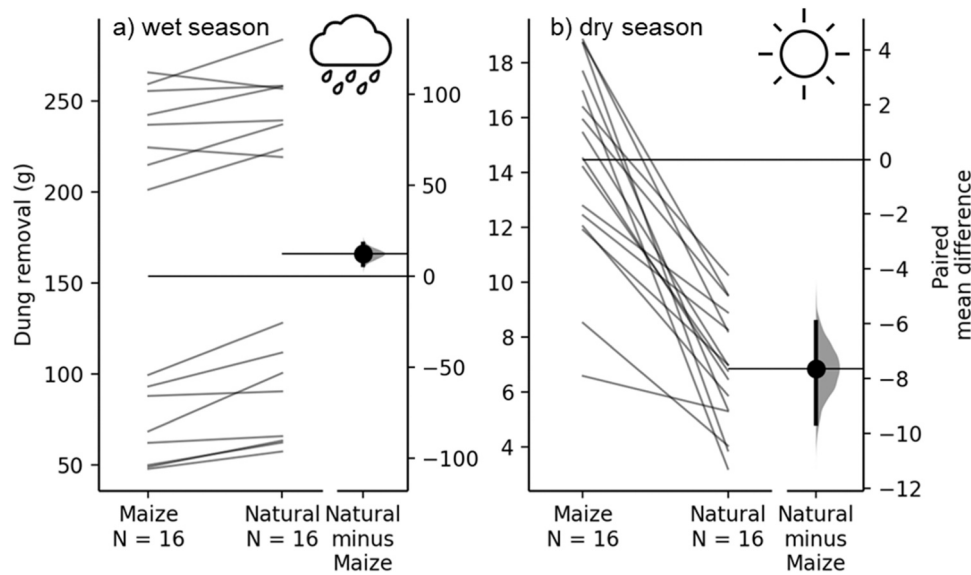 a) wet season
Dung removal (g)
250
200
150
100
50
100
50
0
−50
−100
Maize
N = 16
Natural
N = 16
Natural
minus
Maize
b) dry season
18
16
14
12
10
8
6
4
4
2
0
−2
−4
−6
−8
−10
−12
Paired
mean difference
Maize
N = 16
Natural
N = 16
Natural
minus
Maize